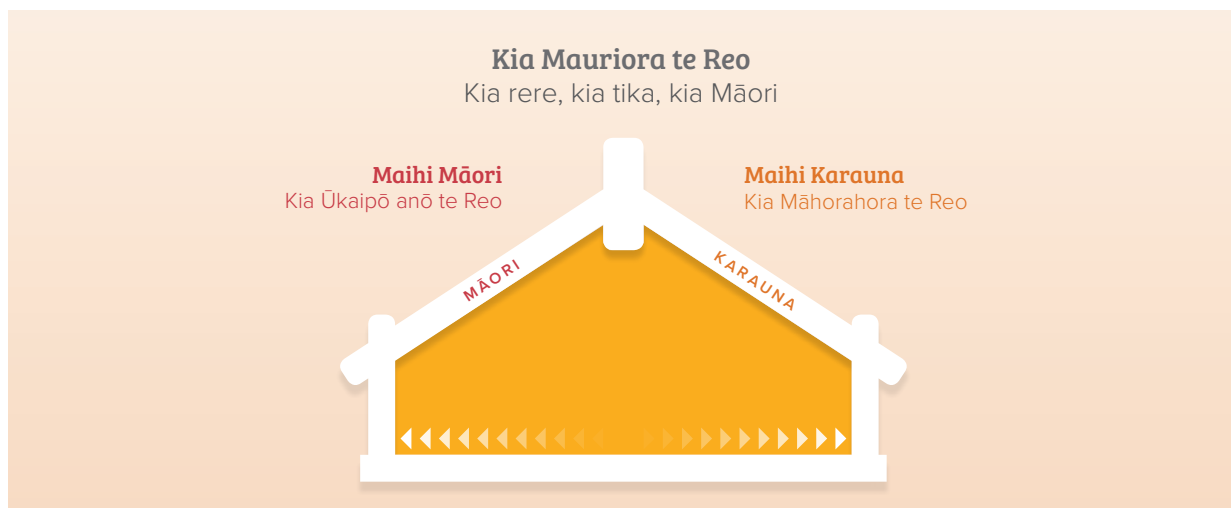 Kia Mauriora te Reo
Kia rere, kia tika, kia Māori
Maihi Māori
Kia Ūkaipō anō te Reo
Maihi Karauna
Kia Māhorahora te Reo
MĀORI
KARAUNA